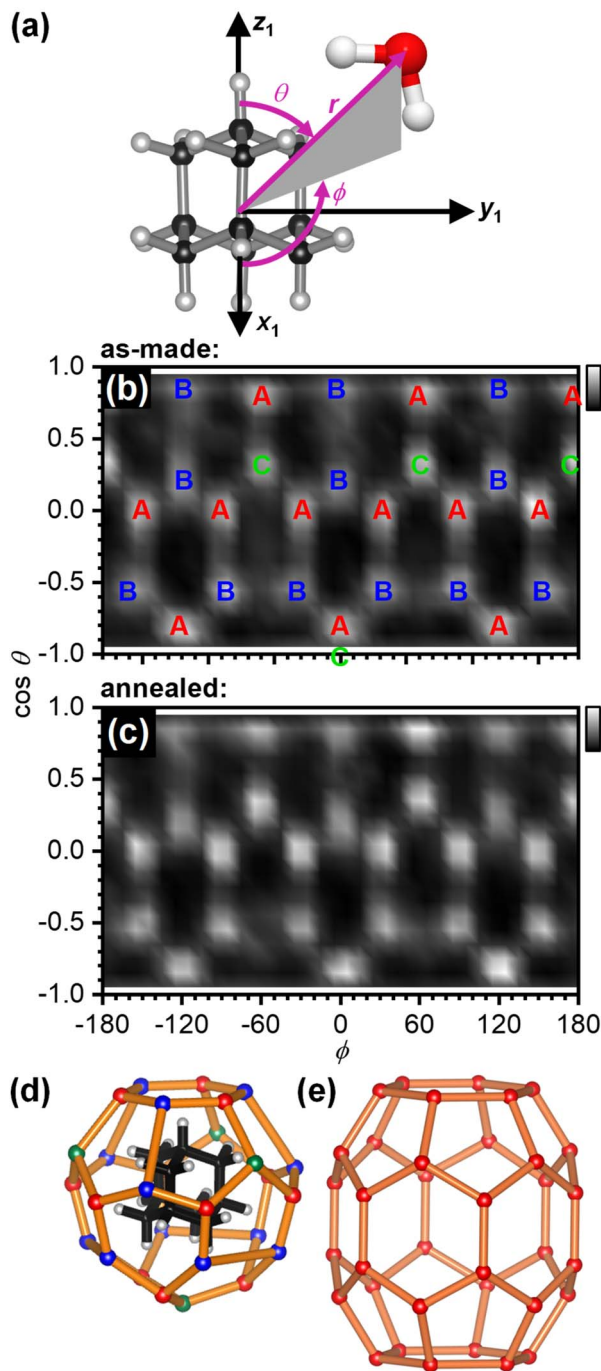 (a)
z1
θ
r
ϕ
y1
x1
as-made:
(b)
1.0
B A B A B A
0.5
C C C
B B B
0.0
A A A A A A
-0.5
B B B B B B
A A A
-1.0
C
cos θ
annealed:
(c)
1.0
0.5
0.0
-0.5
-1.0
-180 -120 -60 0 60 120 180
ϕ
(d) (e)